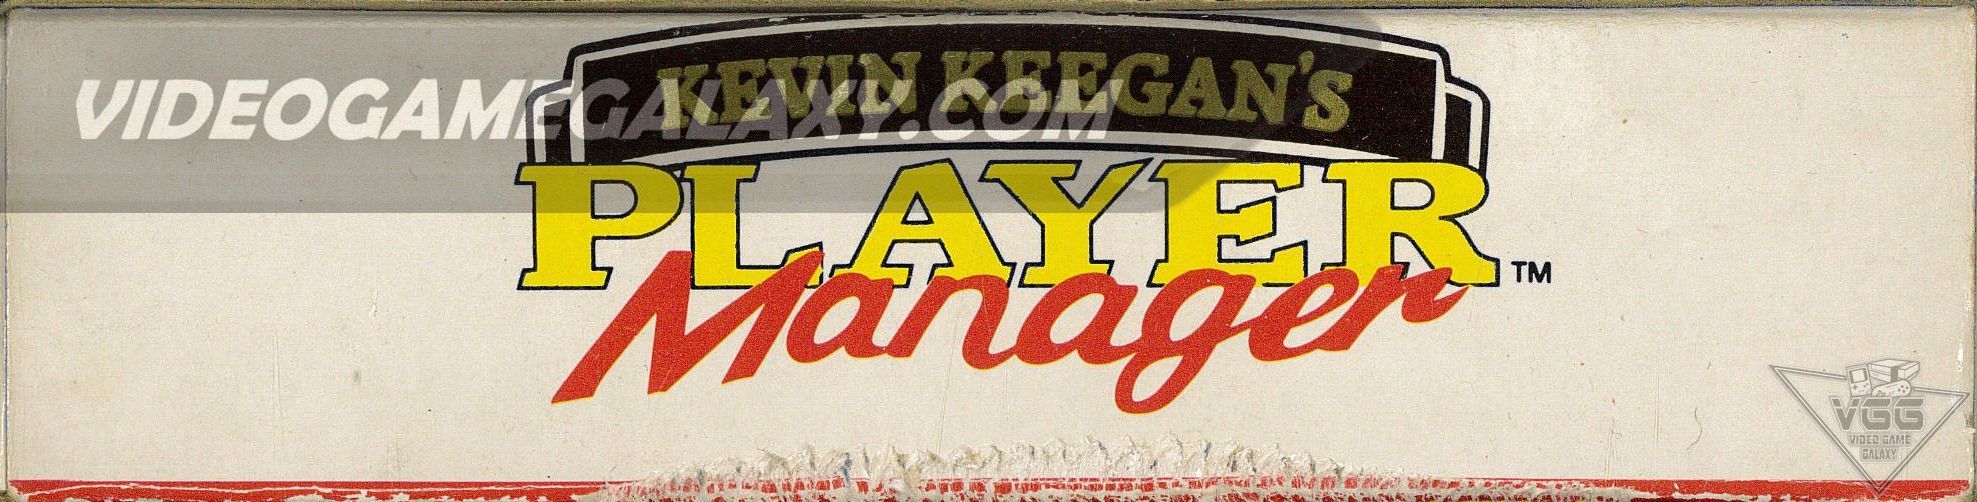 VIDEOGAMEGALAXY.COM
KEVIN KEEGAN'S
PLAYER
Manager
TM
VGG
VIDEO GAME
GALAXY